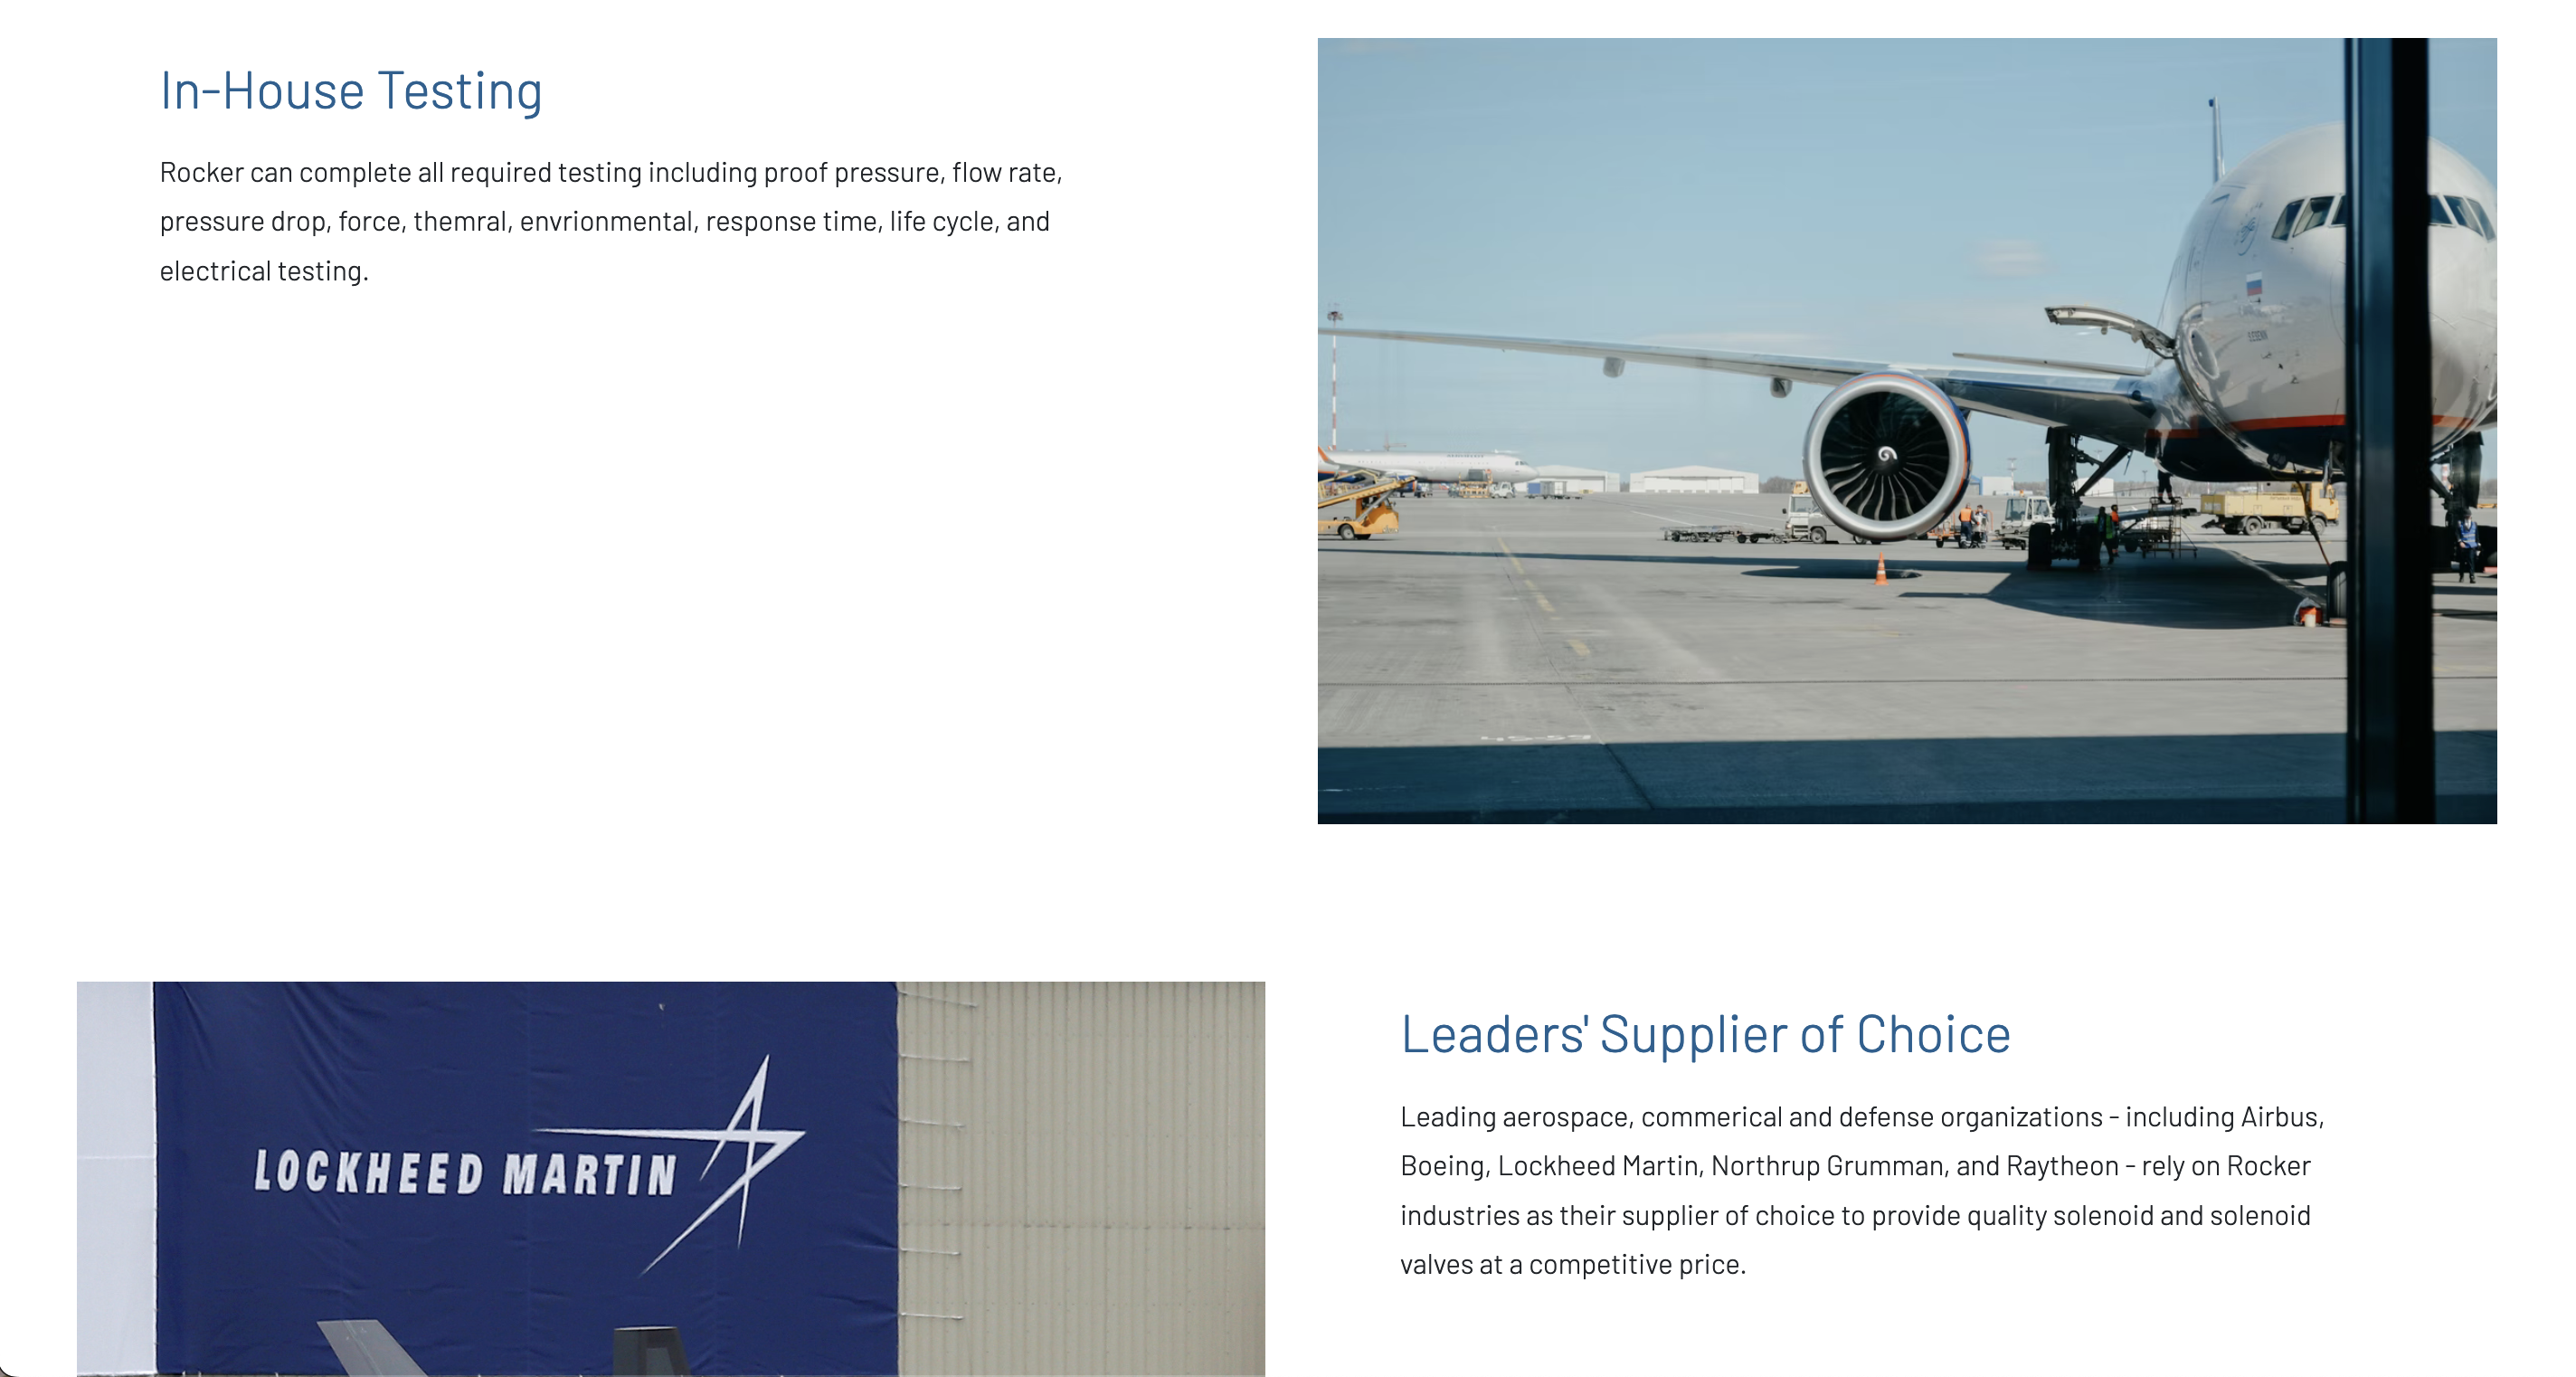 In-House Testing
Rocker can complete all required testing including proof pressure, flow rate,
pressure drop, force, themral, envrionmental, response time, life cycle, and
electrical testing.
LOCKHEED MARTIN
Leaders' Supplier of Choice
Leading aerospace, commerical and defense organizations - including Airbus,
Boeing, Lockheed Martin, Northrup Grumman, and Raytheon - rely on Rocker
industries as their supplier of choice to provide quality solenoid and solenoid
valves at a competitive price.